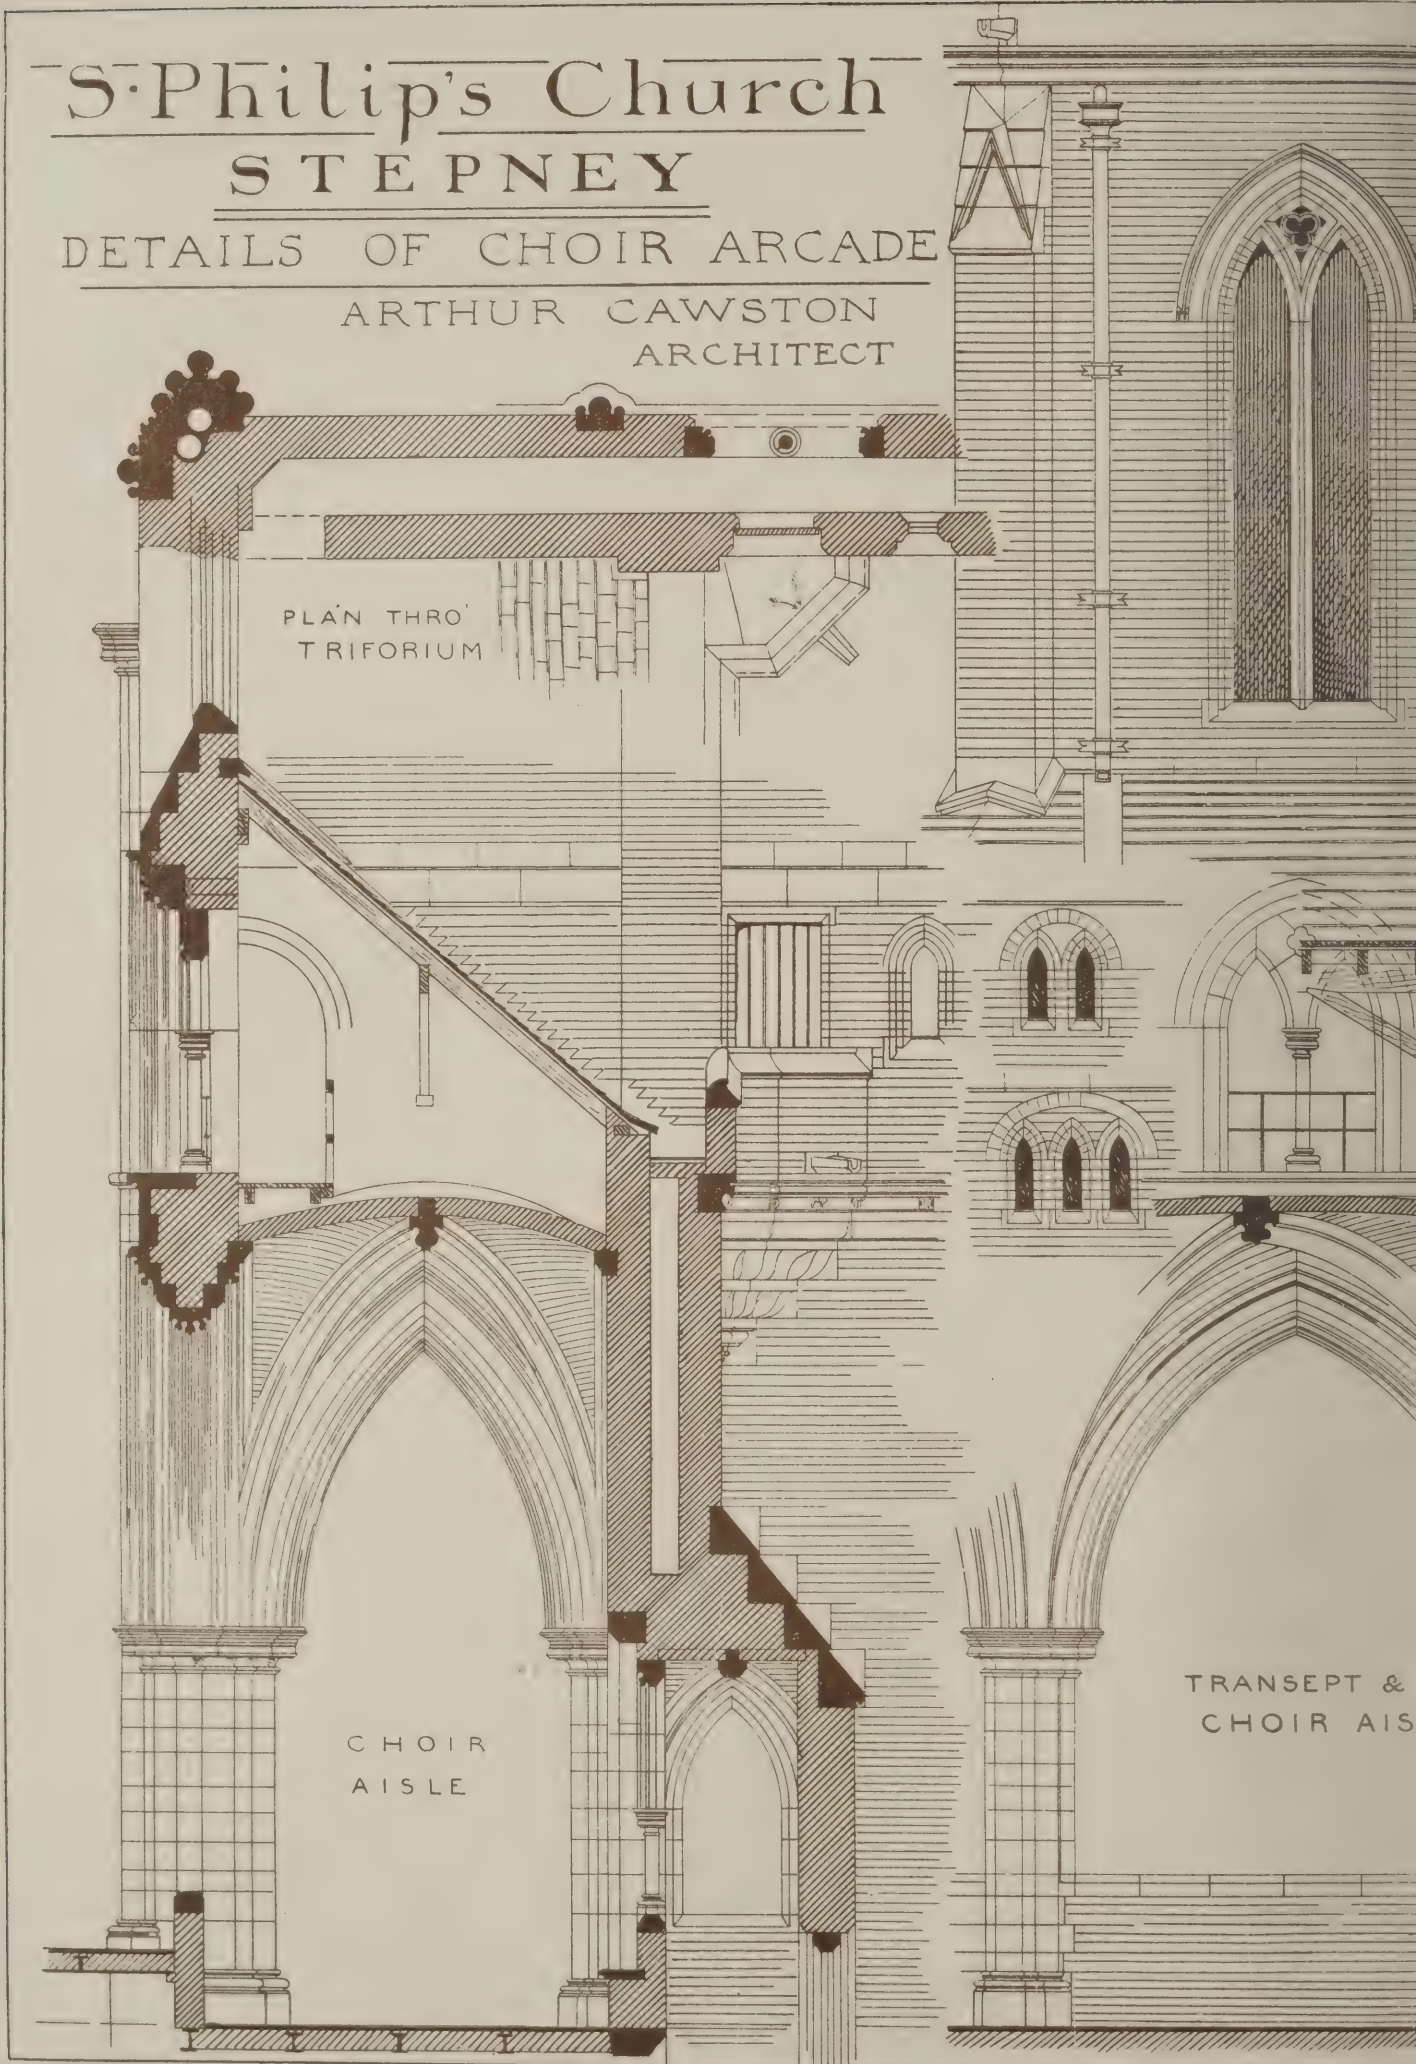 S·Philip's Church
STEPNEY
DETAILS OF CHOIR ARCADE
ARTHUR CAWSTON
ARCHITECT
PLAN THRO'
TRIFORIUM
CHOIR
AISLE
TRANSEPT &
CHOIR AIS